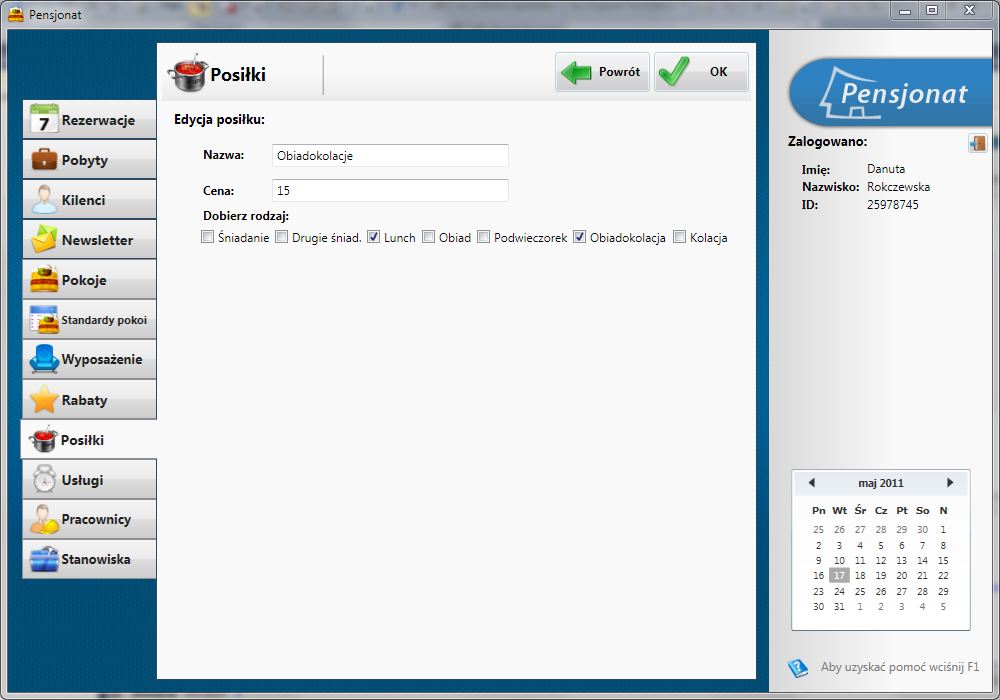 Pensjonat
Posiłki
Powrót
OK
7 Rezerwacje
Pobyty
Kilenci
Newsletter
Pokoje
Standardy pokoi
Wyposażenie
Rabaty
Posiłki
Usługi
Pracownicy
Stanowiska
Edycja posiłku:
Nazwa: Obiadokolacje
Cena: 15
Dobierz rodzaj:
Śniadanie Drugie śniad. Lunch Obiad Podwieczorek Obiadokolacja Kolacja
Pensjonat
Zalogowano:
Imię: Danuta
Nazwisko: Rokczewska
ID: 25978745
maj 2011
Pn Wt Śr Cz Pt So N
25 26 27 28 29 30 1
2 3 4 5 6 7 8
9 10 11 12 13 14 15
16 17 18 19 20 21 22
23 24 25 26 27 28 29
30 31 1 2 3 4 5
Aby uzyskać pomoc wciśnij F1